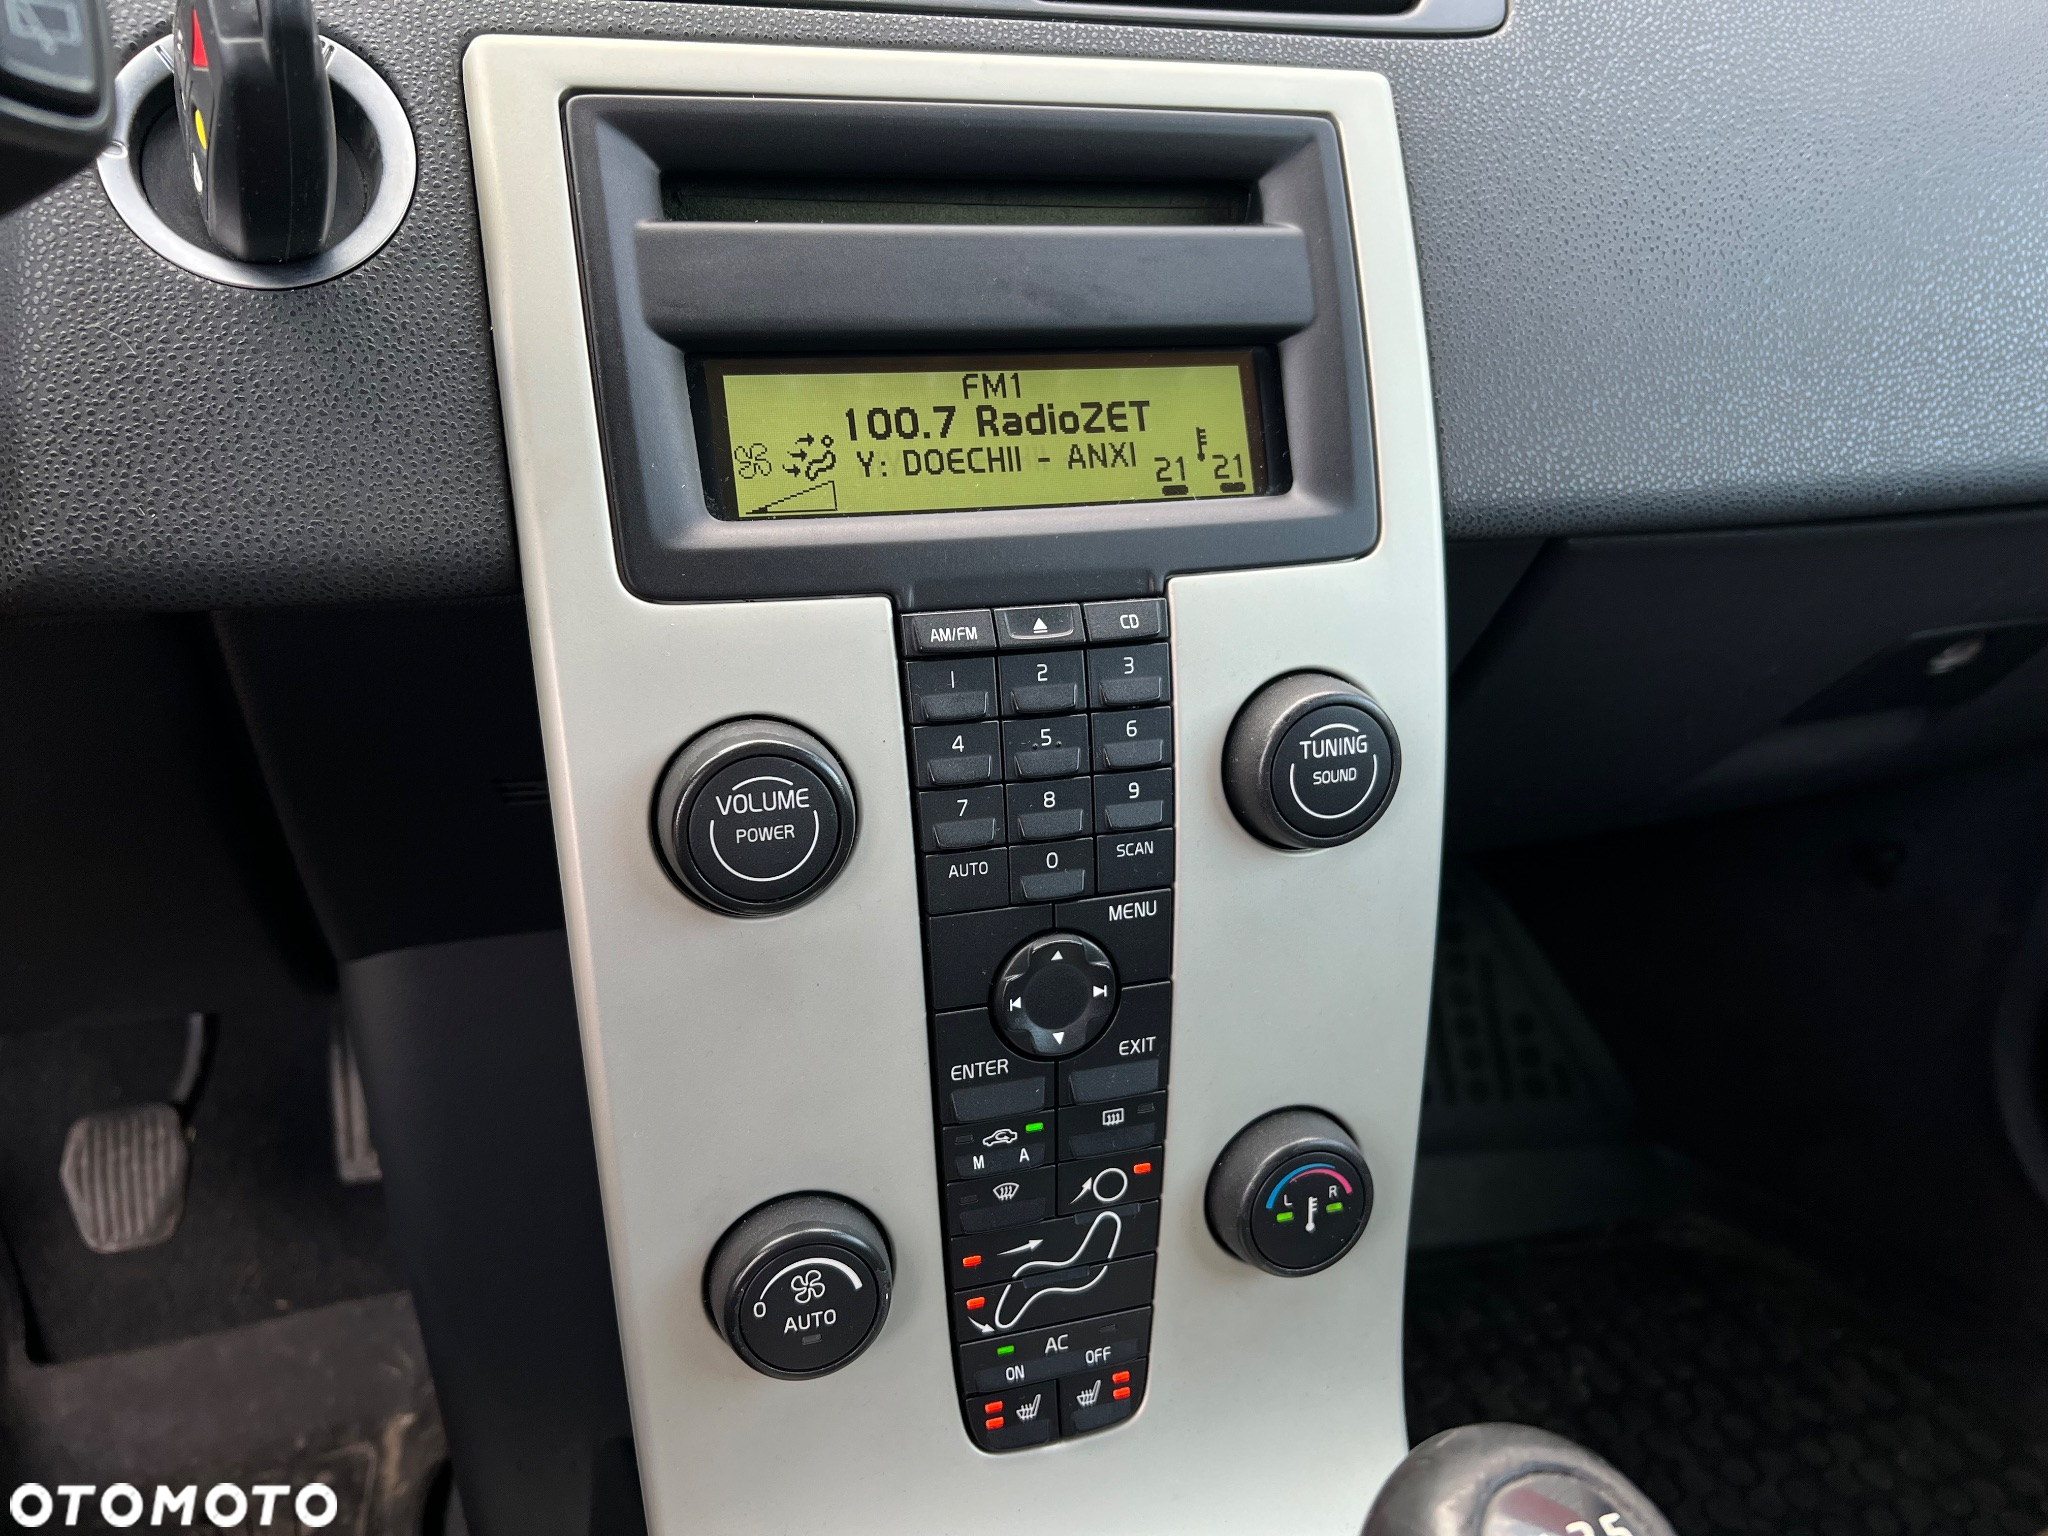 FM1
100.7 RadioZET
Y: DOECHII - ANXI
21 21
AM/FM CD
1 2 3
4 5 6
7 8 9
AUTO 0 SCAN
VOLUME
POWER
TUNING
SOUND
MENU
ENTER EXIT
M A
L R
0
AUTO
AC
ON OFF
OTOMOTO